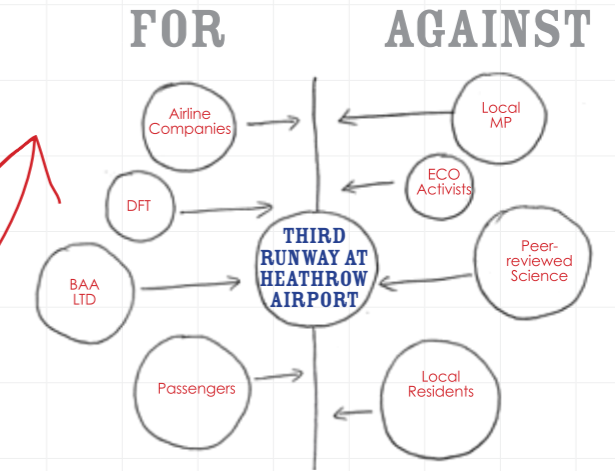 FOR
AGAINST
Airline
Companies
Local
MP
DFT
ECO
Activists
THIRD
RUNWAY AT
HEATHROW
AIRPORT
BAA
LTD
Peer-
reviewed
Science
Passengers
Local
Residents